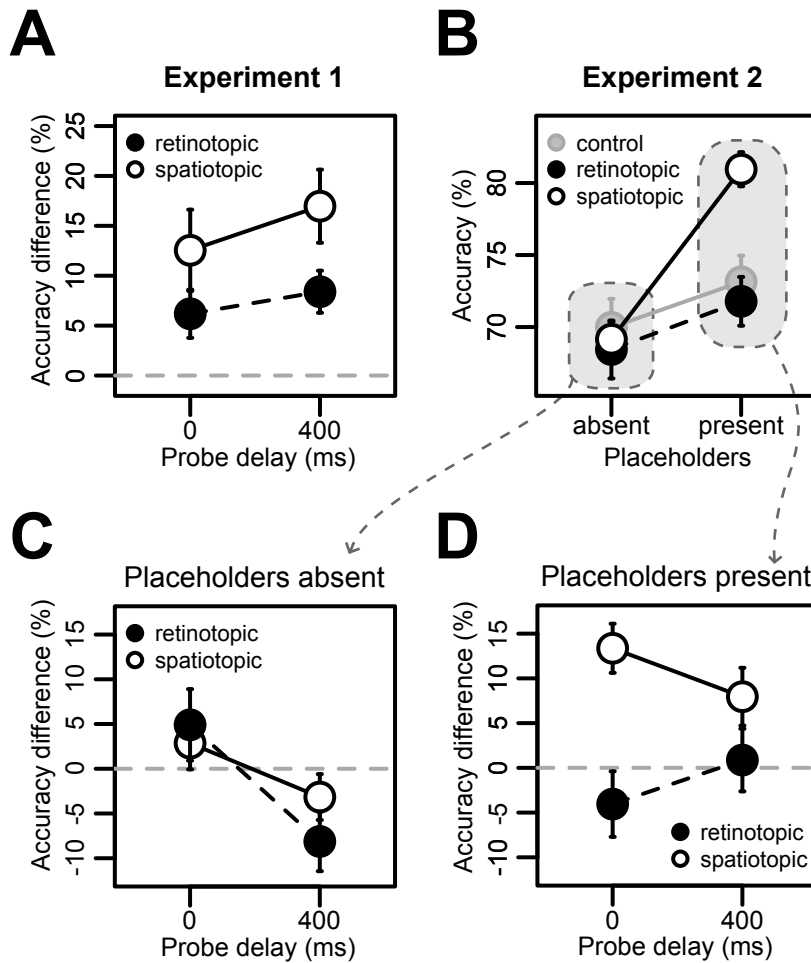 A
Experiment 1
Accuracy difference (%)
25
20
15
10
5
0
retinotopic
spatiotopic
0
400
Probe delay (ms)
B
Experiment 2
Accuracy (%)
80
75
70
control
retinotopic
spatiotopic
absent
present
Placeholders
C
Placeholders absent
Accuracy difference (%)
15
10
5
0
-5
-10
retinotopic
spatiotopic
0
400
Probe delay (ms)
D
Placeholders present
Accuracy difference (%)
15
10
5
0
-5
-10
retinotopic
spatiotopic
0
400
Probe delay (ms)